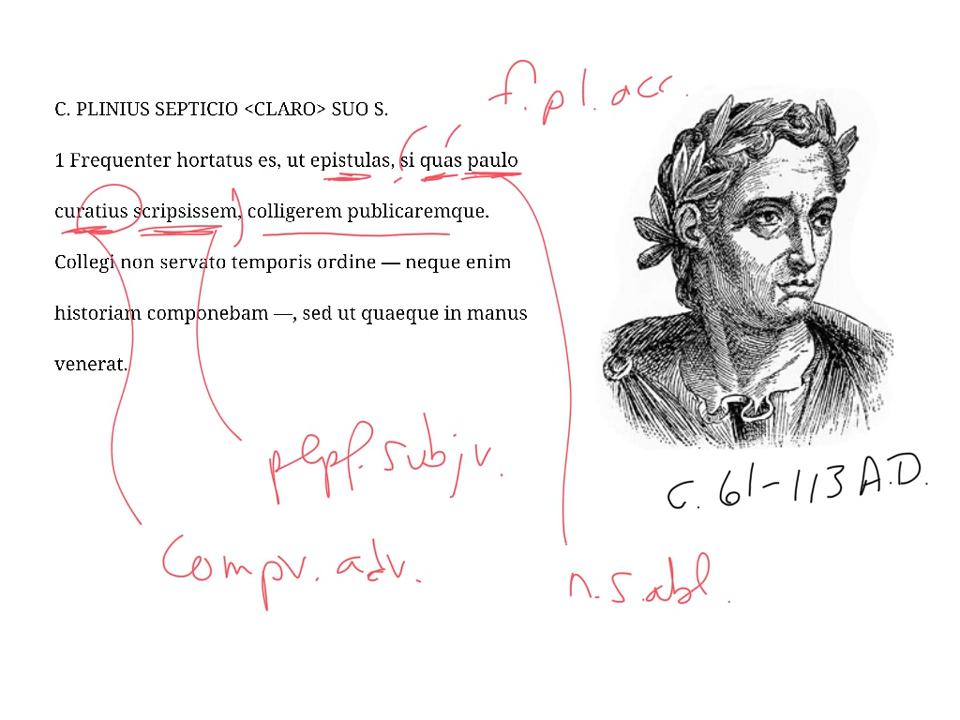 f. pl. acc.
C. PLINIUS SEPTICIO <CLARO> SUO S.
1 Frequenter hortatus es, ut epistulas, si quas paulo
curatius scripsissem, colligerem publicaremque.
Collegi non servato temporis ordine — neque enim
historiam componebam —, sed ut quaeque in manus
venerat.
plpf. subjv.
c. 61-113 A.D.
Compv. adv.
n. s. abl.